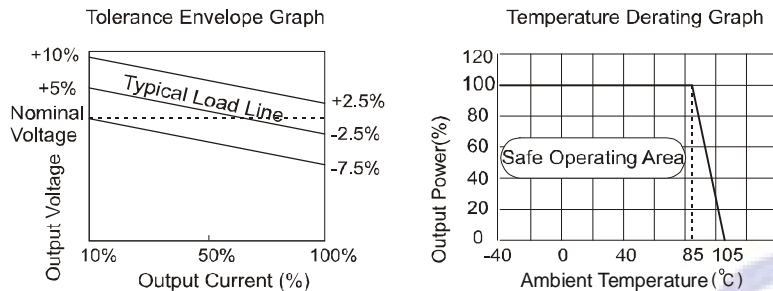 Tolerance Envelope Graph
+10%
+5%
Nominal
Voltage
Typical Load Line
+2.5%
-2.5%
-7.5%
Output Voltage
10%
50%
100%
Output Current (%)
Temperature Derating Graph
120
100
80
60
40
20
0
Output Power(%)
Safe Operating Area
-40
0
40
85
105
Ambient Temperature (℃)